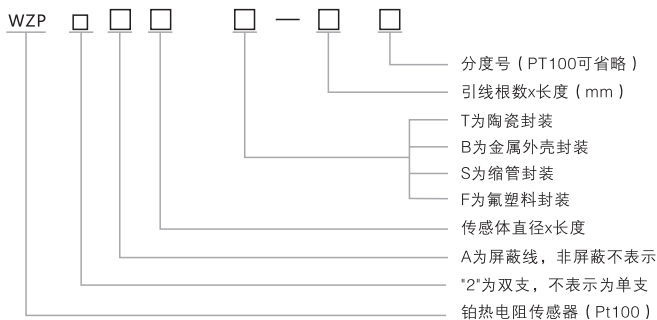 WZP □ □ □ □ — □ □
分度号（PT100可省略）
引线根数x长度（mm）
T为陶瓷封装
B为金属外壳封装
S为缩管封装
F为氟塑料封装
传感体直径x长度
A为屏蔽线，非屏蔽不表示
"2"为双支，不表示为单支
铂热电阻传感器（Pt100）